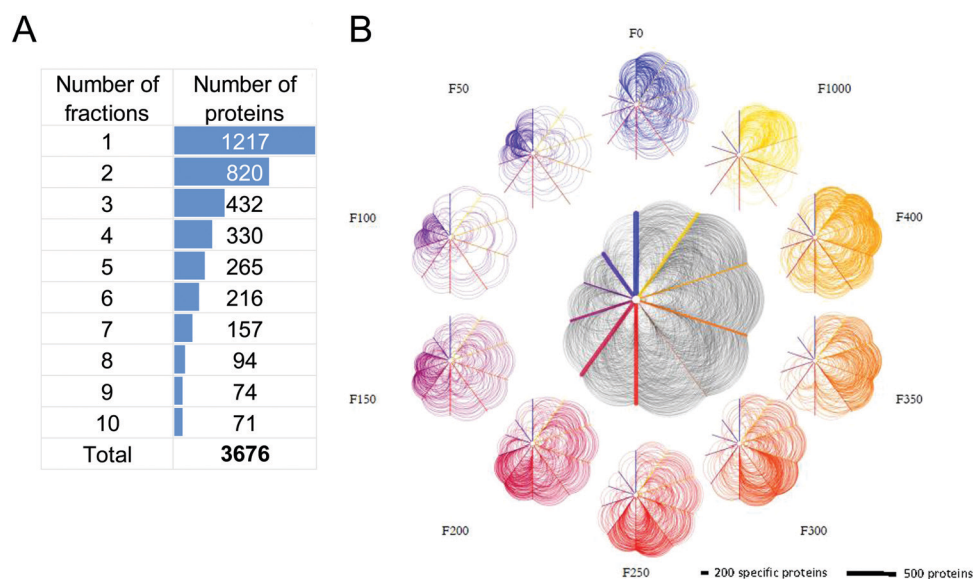 A
Number of fractions Number of proteins
1 1217
2 820
3 432
4 330
5 265
6 216
7 157
8 94
9 74
10 71
Total 3676
B
F0
F1000
F400
F350
F300
F250
F200
F150
F100
F50
200 specific proteins 500 proteins